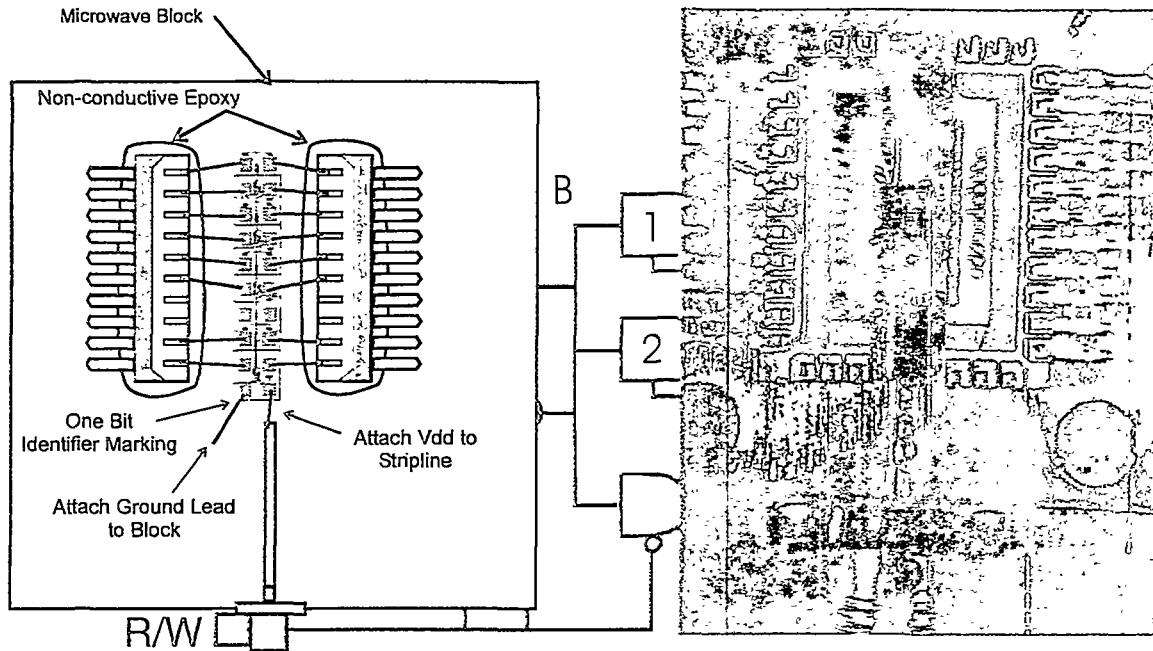 Microwave Block
Non-conductive Epoxy
B
1
2
One Bit
Identifier Marking
Attach Vdd to
Stripline
Attach Ground Lead
to Block
R/W